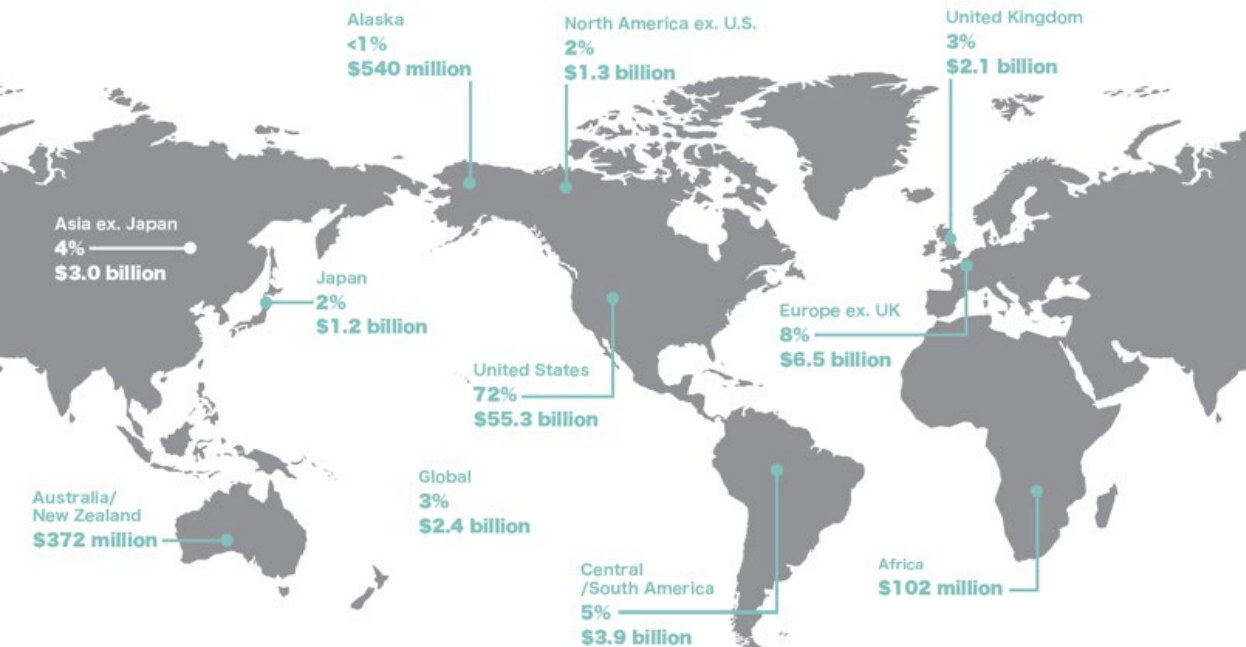 Alaska
<1%
$540 million
North America ex. U.S.
2%
$1.3 billion
United Kingdom
3%
$2.1 billion
Asia ex. Japan
4%
$3.0 billion
Japan
2%
$1.2 billion
Europe ex. UK
8%
$6.5 billion
United States
72%
$55.3 billion
Global
3%
$2.4 billion
Australia/
New Zealand
$372 million
Central
/South America
5%
$3.9 billion
Africa
$102 million